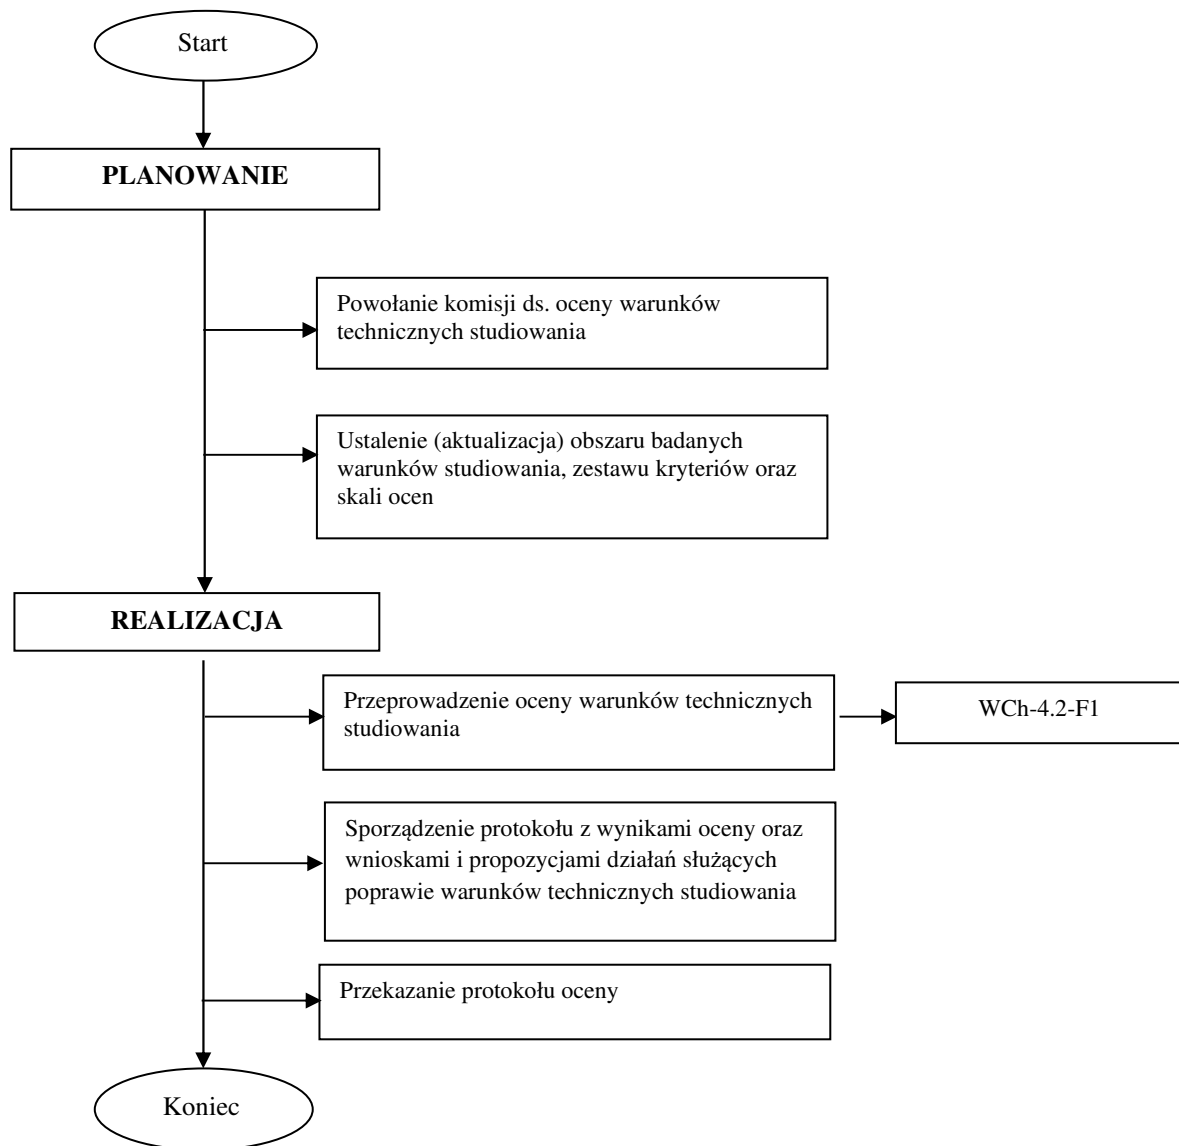 Start
PLANOWANIE
Powołanie komisji ds. oceny warunków
technicznych studiowania
Ustalenie (aktualizacja) obszaru badanych
warunków studiowania, zestawu kryteriów oraz
skali ocen
REALIZACJA
Przeprowadzenie oceny warunków technicznych
studiowania
WCh-4.2-F1
Sporządzenie protokołu z wynikami oceny oraz
wnioskami i propozycjami działań służących
poprawie warunków technicznych studiowania
Przekazanie protokołu oceny
Koniec